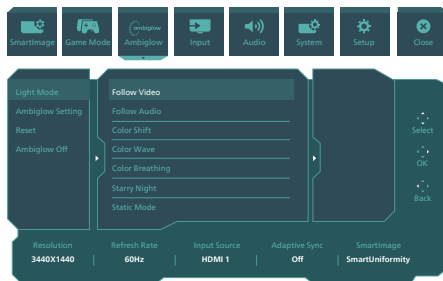 ambiglow
SmartImage
Game Mode
Ambiglow
Input
Audio
System
Setup
Close
Light Mode
Ambiglow Setting
Reset
Ambiglow Off
Follow Video
Follow Audio
Color Shift
Color Wave
Color Breathing
Starry Night
Static Mode
Select
OK
Back
Resolution
Refresh Rate
Input Source
Adaptive Sync
SmartImage
3440X1440
60Hz
HDMI 1
Off
SmartUniformity